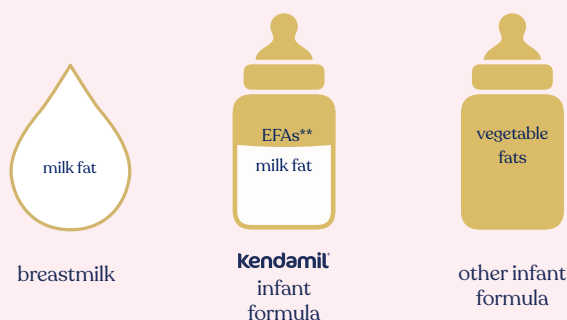 milk fat
breastmilk
EFAs**
milk fat
Kendamil
infant
formula
vegetable
fats
other infant
formula